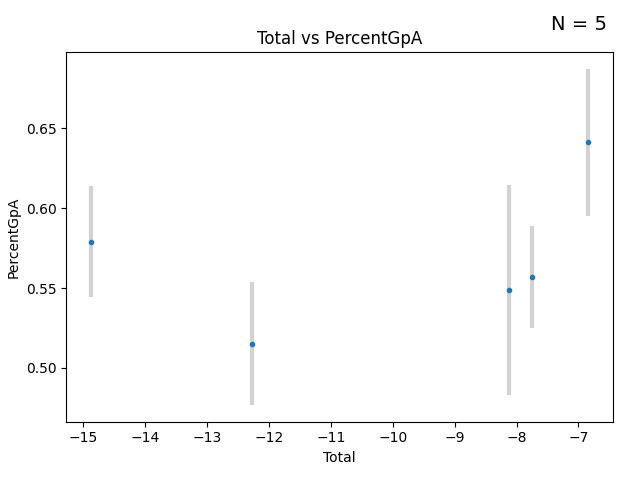 N = 5
Total vs PercentGpA
PercentGpA
0.65
0.60
0.55
0.50
−15 −14 −13 −12 −11 −10 −9 −8 −7
Total